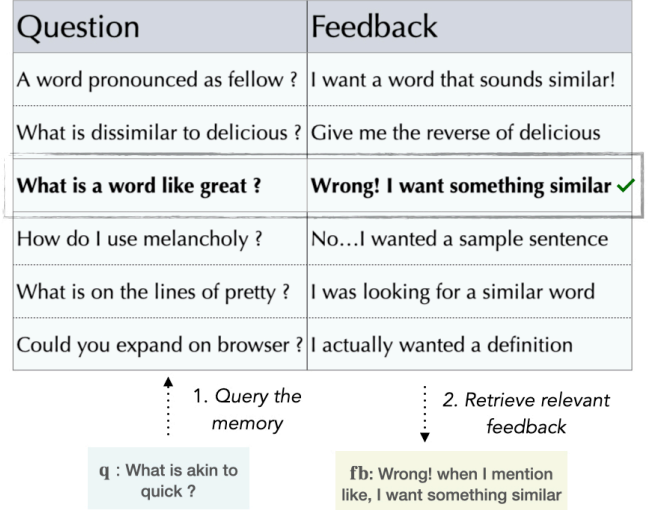 Question Feedback
A word pronounced as fellow ? I want a word that sounds similar!
What is dissimilar to delicious ? Give me the reverse of delicious
What is a word like great ? Wrong! I want something similar ✓
How do I use melancholy ? No...I wanted a sample sentence
What is on the lines of pretty ? I was looking for a similar word
Could you expand on browser ? I actually wanted a definition
1. Query the
memory
2. Retrieve relevant
feedback
q : What is akin to
quick ?
fb: Wrong! when I mention
like, I want something similar